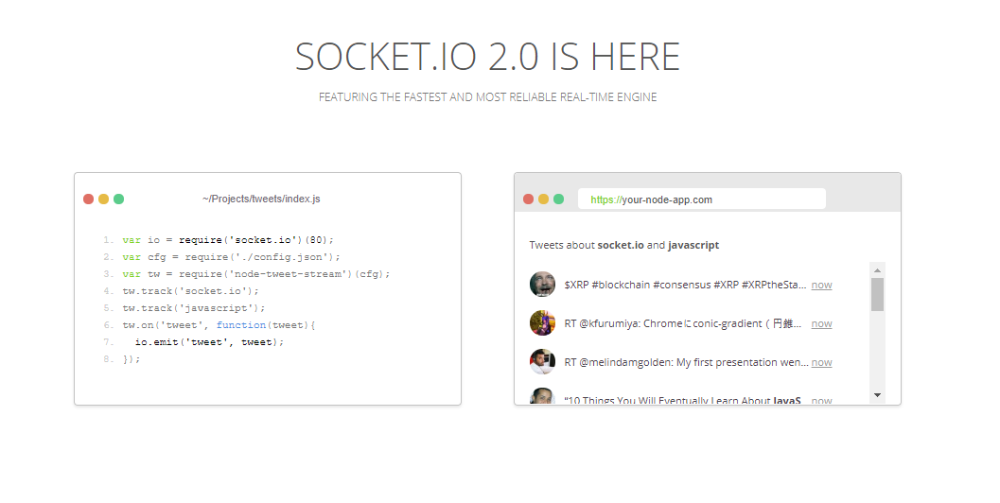 SOCKET.IO 2.0 IS HERE
FEATURING THE FASTEST AND MOST RELIABLE REAL-TIME ENGINE
~/Projects/tweets/index.js
1. var io = require('socket.io')(80);
2. var cfg = require('./config.json');
3. var tw = require('node-tweet-stream')(cfg);
4. tw.track('socket.io');
5. tw.track('javascript');
6. tw.on('tweet', function(tweet){
7. io.emit('tweet', tweet);
8. });
https://your-node-app.com
Tweets about socket.io and javascript
$XRP #blockchain #consensus #XRP #XRPtheSta... now
RT @kfurumiya: Chromeにconic-gradient（円錐... now
RT @melindamgolden: My first presentation wen... now
"10 Things You Will Eventually Learn About JavaS now